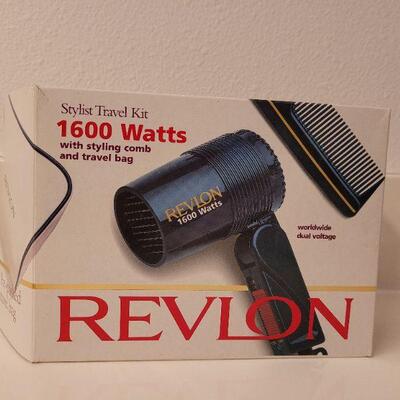 Stylist Travel Kit
1600 Watts
with styling comb
and travel bag
REVLON
1600 Watts
worldwide
dual voltage
REVLON